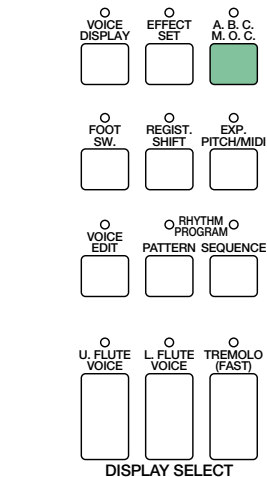 VOICE DISPLAY
EFFECT SET
A. B. C. M. O. C.
FOOT SW.
REGIST. SHIFT
EXP. PITCH/MIDI
VOICE EDIT
RHYTHM PROGRAM
PATTERN SEQUENCE
U. FLUTE VOICE
L. FLUTE VOICE
TREMOLO (FAST)
DISPLAY SELECT